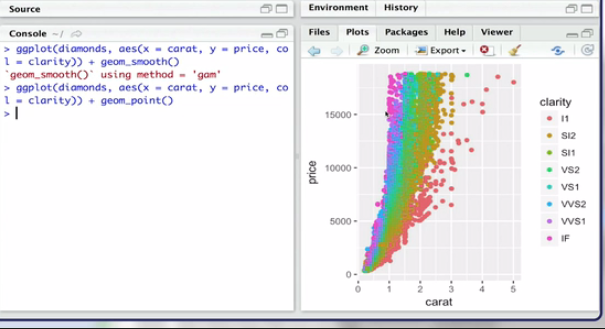 Source
Console ~/
> ggplot(diamonds, aes(x = carat, y = price, co
l = clarity)) + geom_smooth()
`geom_smooth()` using method = 'gam'
> ggplot(diamonds, aes(x = carat, y = price, co
l = clarity)) + geom_point()
>
Environment History
Files Plots Packages Help Viewer
Zoom Export
clarity
I1
SI2
SI1
VS2
VS1
VVS2
VVS1
IF
price
15000
10000
5000
0
0 1 2 3 4 5
carat